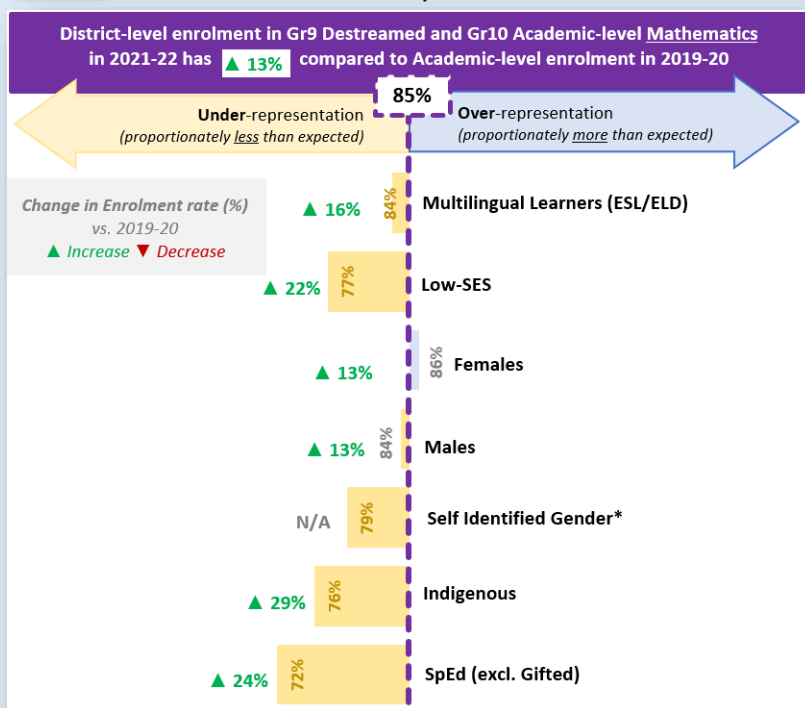 District-level enrolment in Gr9 Destreamed and Gr10 Academic-level Mathematics
in 2021-22 has ▲ 13% compared to Academic-level enrolment in 2019-20
85%
Under-representation
(proportionately less than expected)
Over-representation
(proportionately more than expected)
Change in Enrolment rate (%)
vs. 2019-20
▲ Increase ▼ Decrease
▲ 16% 84% Multilingual Learners (ESL/ELD)
▲ 22% 77% Low-SES
▲ 13% 86% Females
▲ 13% 84% Males
N/A 79% Self Identified Gender*
▲ 29% 76% Indigenous
▲ 24% 72% SpEd (excl. Gifted)